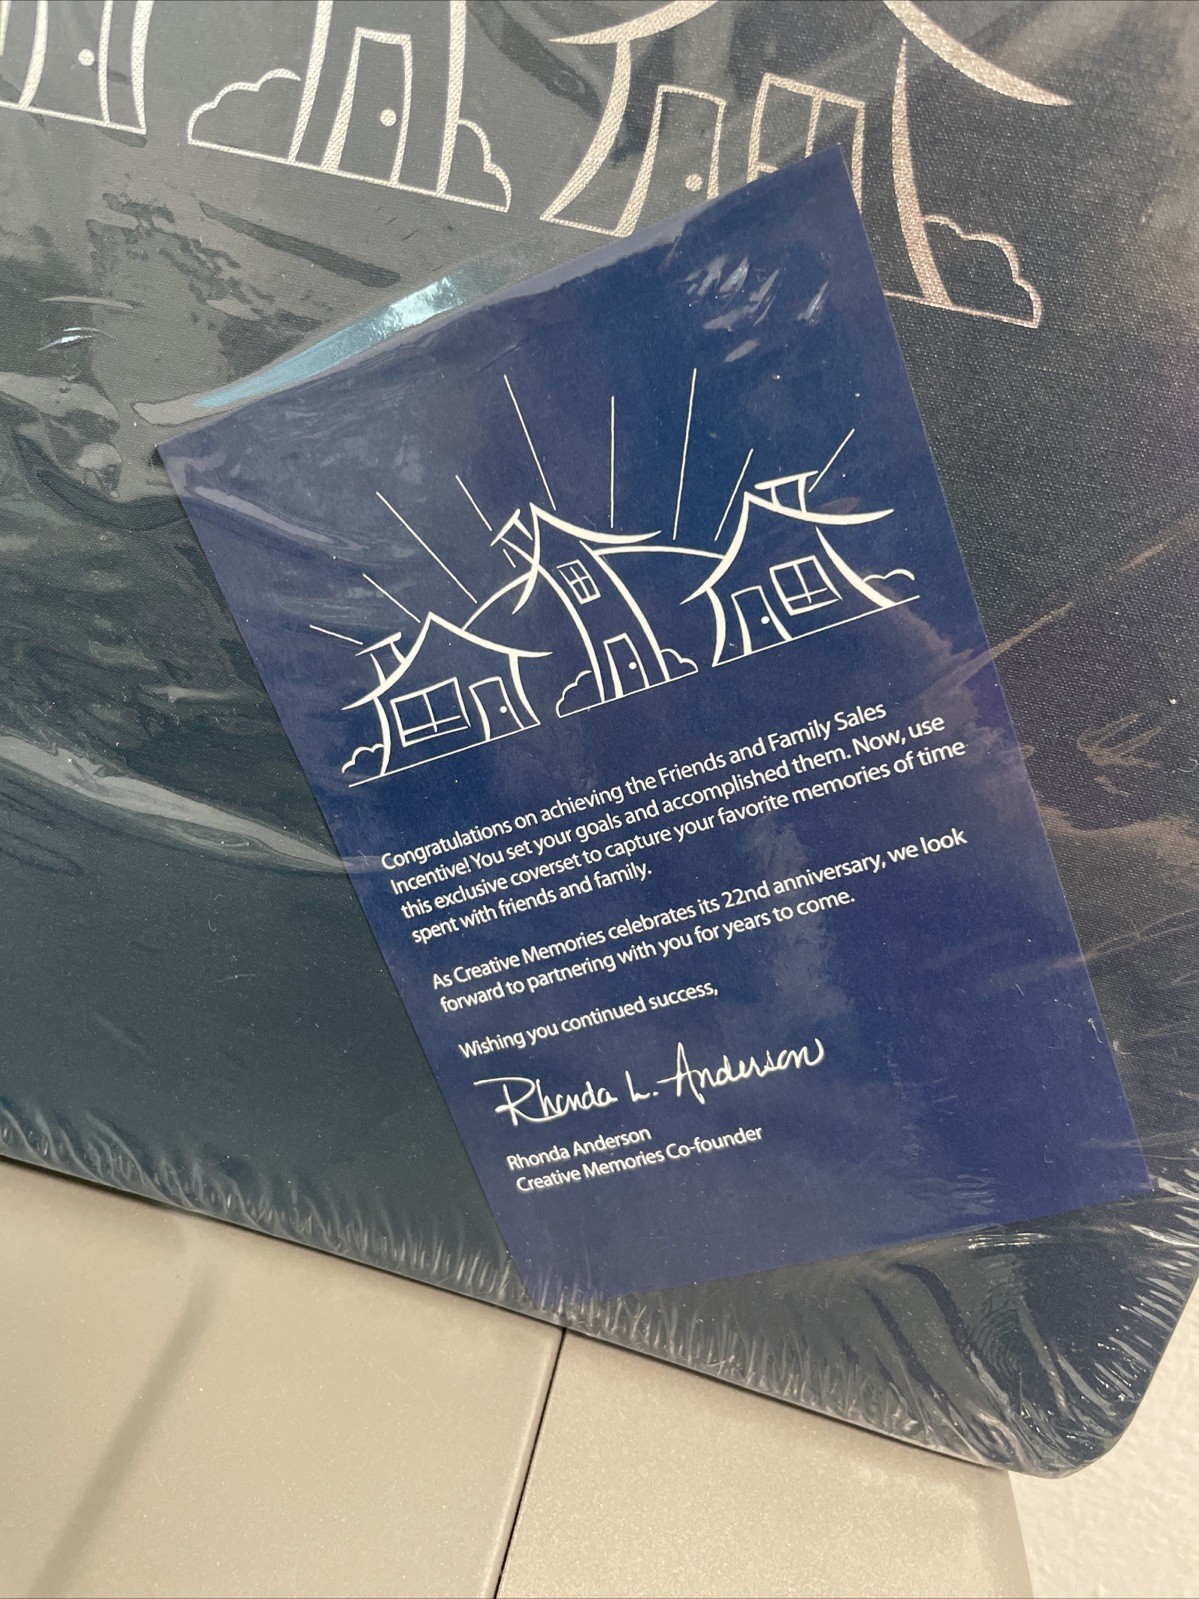 Congratulations on achieving the Friends and Family Sales
Incentive! You set your goals and accomplished them. Now, use
this exclusive coverset to capture your favorite memories of time
spent with friends and family.
As Creative Memories celebrates its 22nd anniversary, we look
forward to partnering with you for years to come.
Wishing you continued success,
Rhonda L. Anderson
Rhonda Anderson
Creative Memories Co-founder